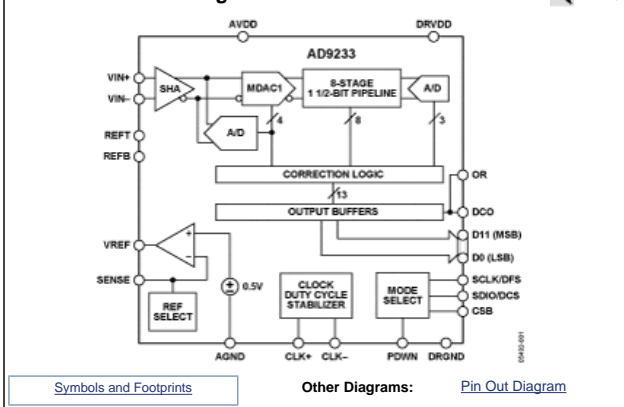 AVDD
DRVDD
AD9233
VIN+
VIN–
SHA
MDAC1
8-STAGE
1 1/2-BIT PIPELINE
A/D
A/D
4
8
3
REFT
REFB
CORRECTION LOGIC
13
OUTPUT BUFFERS
OR
DCO
D11 (MSB)
D0 (LSB)
VREF
SENSE
REF
SELECT
0.5V
CLOCK
DUTY CYCLE
STABILIZER
MODE
SELECT
SCLK/DFS
SDIO/DCS
CSB
AGND
CLK+
CLK–
PDWN
DRGND
05492-001
Symbols and Footprints
Other Diagrams:
Pin Out Diagram